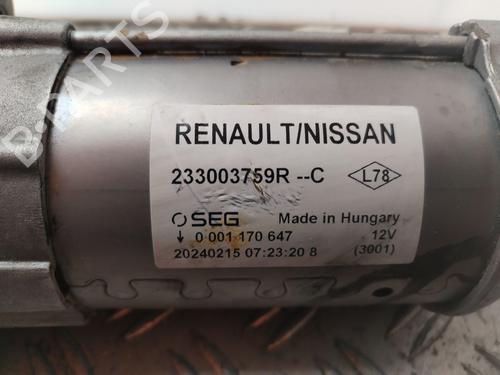 RENAULT/NISSAN
233003759R --C L78
SEG Made in Hungary
0 001 170 647 12V
20240215 07:23:20 8 (3001)
B-PARTS